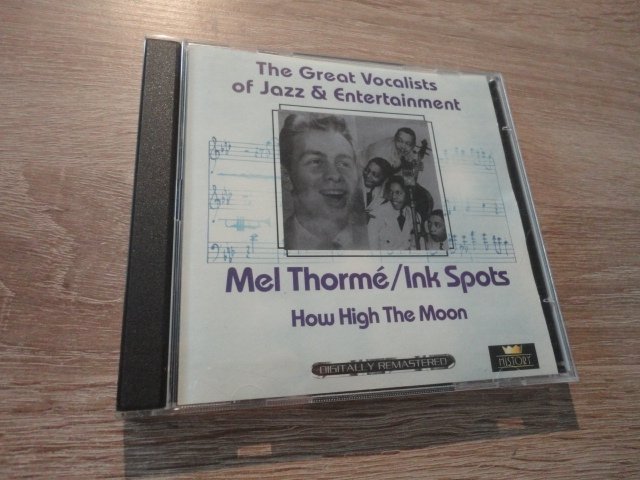 The Great Vocalists
of Jazz & Entertainment
Mel Thormé/Ink Spots
How High The Moon
DIGITALLY REMASTERED
HISTORY